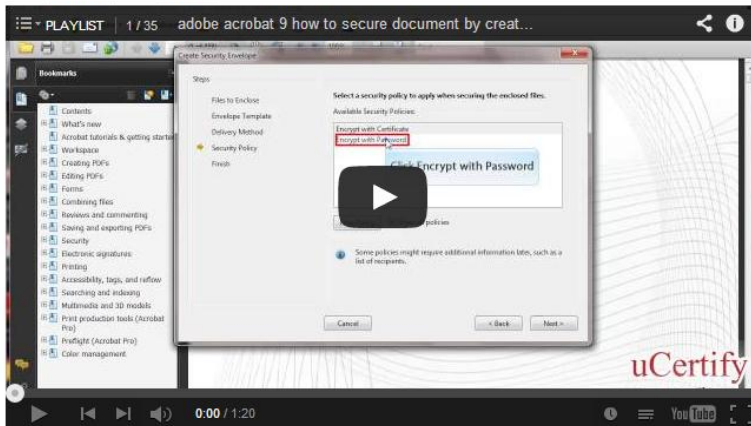 PLAYLIST 1 / 35 adobe acrobat 9 how to secure document by creat...
Create Security Envelope
Bookmarks
Contents
What's new
Acrobat tutorials & getting started
Workspace
Creating PDFs
Editing PDFs
Forms
Combining files
Reviews and commenting
Saving and exporting PDFs
Security
Electronic signatures
Printing
Accessibility, tags, and reflow
Searching and indexing
Multimedia and 3D models
Print production tools (Acrobat
Pro)
Preflight (Acrobat Pro)
Color management
Steps
Files to Enclose
Envelope Template
Delivery Method
Security Policy
Finish
Select a security policy to apply when securing the enclosed files.
Available Security Policies:
Encrypt with Certificate
Encrypt with Password
Click Encrypt with Password
policies
Some policies might require additional information later, such as a
list of recipients.
Cancel
< Back
Next >
uCertify
0:00 / 1:20
YouTube